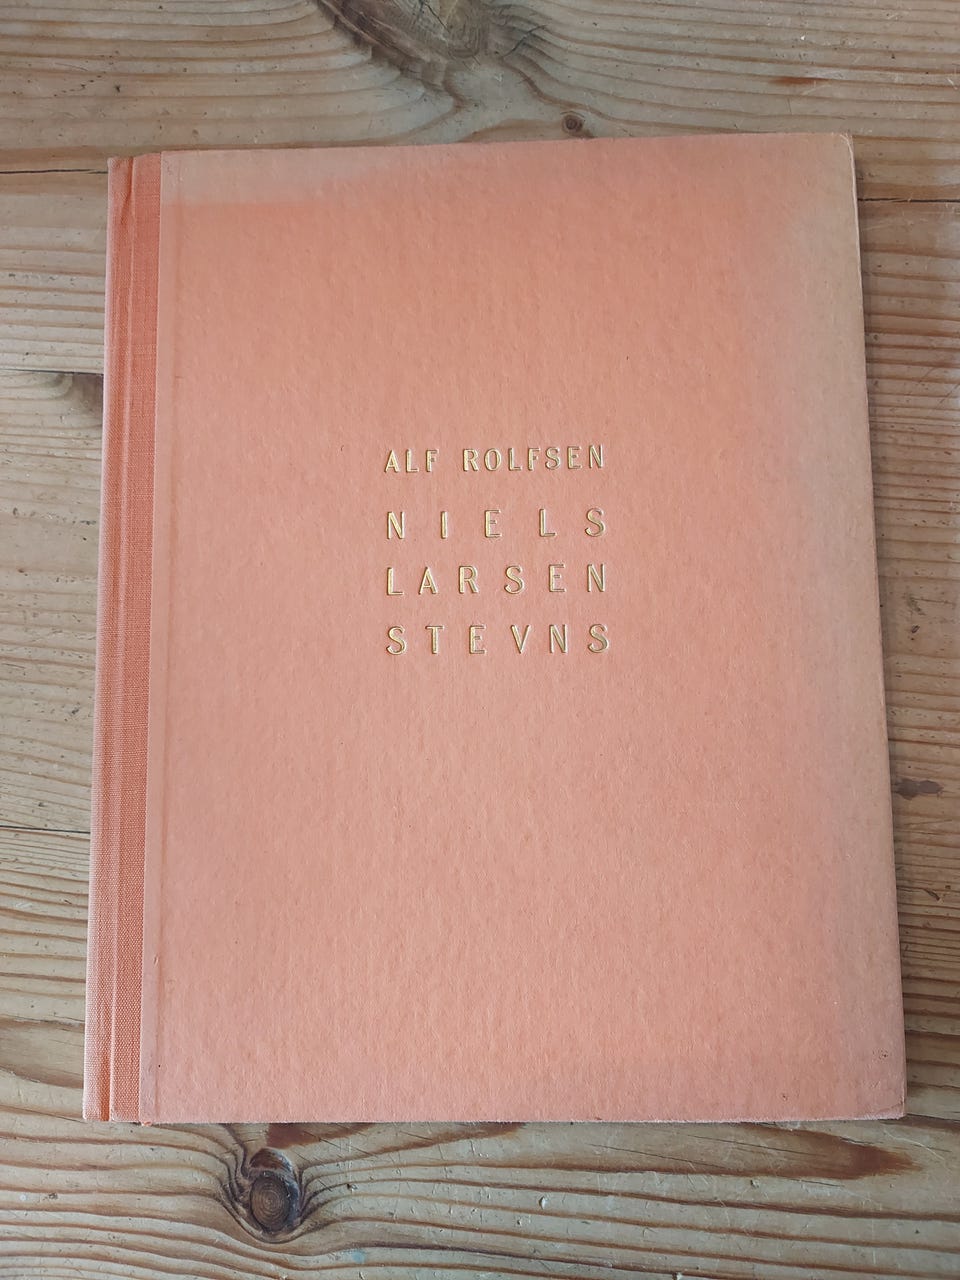 ALF ROLFSEN
NIELS
LARSEN
STEVNS